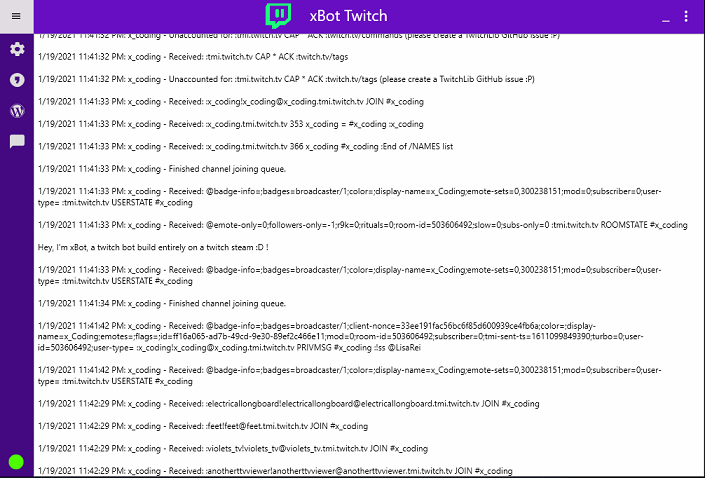 xBot Twitch
1/19/2021 11:41:32 PM: x_coding - Unaccounted for: :tmi.twitch.tv CAP * ACK :twitch.tv/commands (please create a TwitchLib GitHub issue :P)
1/19/2021 11:41:32 PM: x_coding - Received: :tmi.twitch.tv CAP * ACK :twitch.tv/tags
1/19/2021 11:41:32 PM: x_coding - Unaccounted for: :tmi.twitch.tv CAP * ACK :twitch.tv/tags (please create a TwitchLib GitHub issue :P)
1/19/2021 11:41:33 PM: x_coding - Received: :x_coding!x_coding@x_coding.tmi.twitch.tv JOIN #x_coding
1/19/2021 11:41:33 PM: x_coding - Received: :x_coding.tmi.twitch.tv 353 x_coding = #x_coding :x_coding
1/19/2021 11:41:33 PM: x_coding - Received: :x_coding.tmi.twitch.tv 366 x_coding #x_coding :End of /NAMES list
1/19/2021 11:41:33 PM: x_coding - Finished channel joining queue.
1/19/2021 11:41:33 PM: x_coding - Received: @badge-info=;badges=broadcaster/1;color=;display-name=x_Coding;emote-sets=0,300238151;mod=0;subscriber=0;user-
type= :tmi.twitch.tv USERSTATE #x_coding
1/19/2021 11:41:33 PM: x_coding - Received: @emote-only=0;followers-only=-1;r9k=0;rituals=0;room-id=503606492;slow=0;subs-only=0 :tmi.twitch.tv ROOMSTATE #x_coding
Hey, I'm xBot, a twitch bot build entirely on a twitch steam :D !
1/19/2021 11:41:33 PM: x_coding - Received: @badge-info=;badges=broadcaster/1;color=;display-name=x_Coding;emote-sets=0,300238151;mod=0;subscriber=0;user-
type= :tmi.twitch.tv USERSTATE #x_coding
1/19/2021 11:41:34 PM: x_coding - Finished channel joining queue.
1/19/2021 11:41:42 PM: x_coding - Received: @badge-info=;badges=broadcaster/1;client-nonce=33ee191fac56bc6f85d600939ce4fb6a;color=;display-
name=x_Coding;emotes=;flags=;id=ff16a065-ad7b-49cd-9e30-89ef2c466e11;mod=0;room-id=503606492;subscriber=0;tmi-sent-ts=1611099849390;turbo=0;user-
id=503606492;user-type= :x_coding!x_coding@x_coding.tmi.twitch.tv PRIVMSG #x_coding :!ss @LisaRei
1/19/2021 11:41:42 PM: x_coding - Received: @badge-info=;badges=broadcaster/1;color=;display-name=x_Coding;emote-sets=0,300238151;mod=0;subscriber=0;user-
type= :tmi.twitch.tv USERSTATE #x_coding
1/19/2021 11:42:29 PM: x_coding - Received: :electricallongboard!electricallongboard@electricallongboard.tmi.twitch.tv JOIN #x_coding
1/19/2021 11:42:29 PM: x_coding - Received: :feet!feet@feet.tmi.twitch.tv JOIN #x_coding
1/19/2021 11:42:29 PM: x_coding - Received: :violets_tv!violets_tv@violets_tv.tmi.twitch.tv JOIN #x_coding
1/19/2021 11:42:29 PM: x_coding - Received: :anotherttvviewer!anotherttvviewer@anotherttvviewer.tmi.twitch.tv JOIN #x_coding